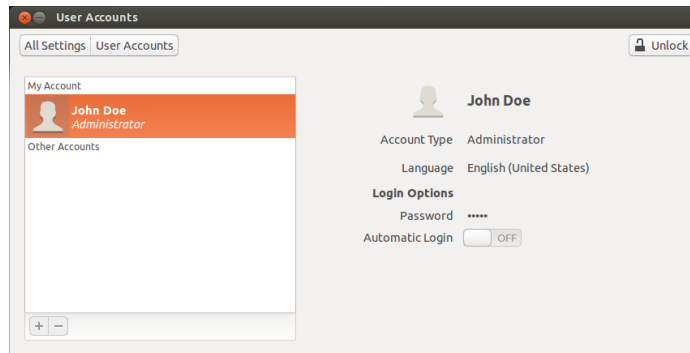 User Accounts
All Settings User Accounts
Unlock
My Account
John Doe
Administrator
Other Accounts
John Doe
Account Type Administrator
Language English (United States)
Login Options
Password •••••
Automatic Login OFF
+ −